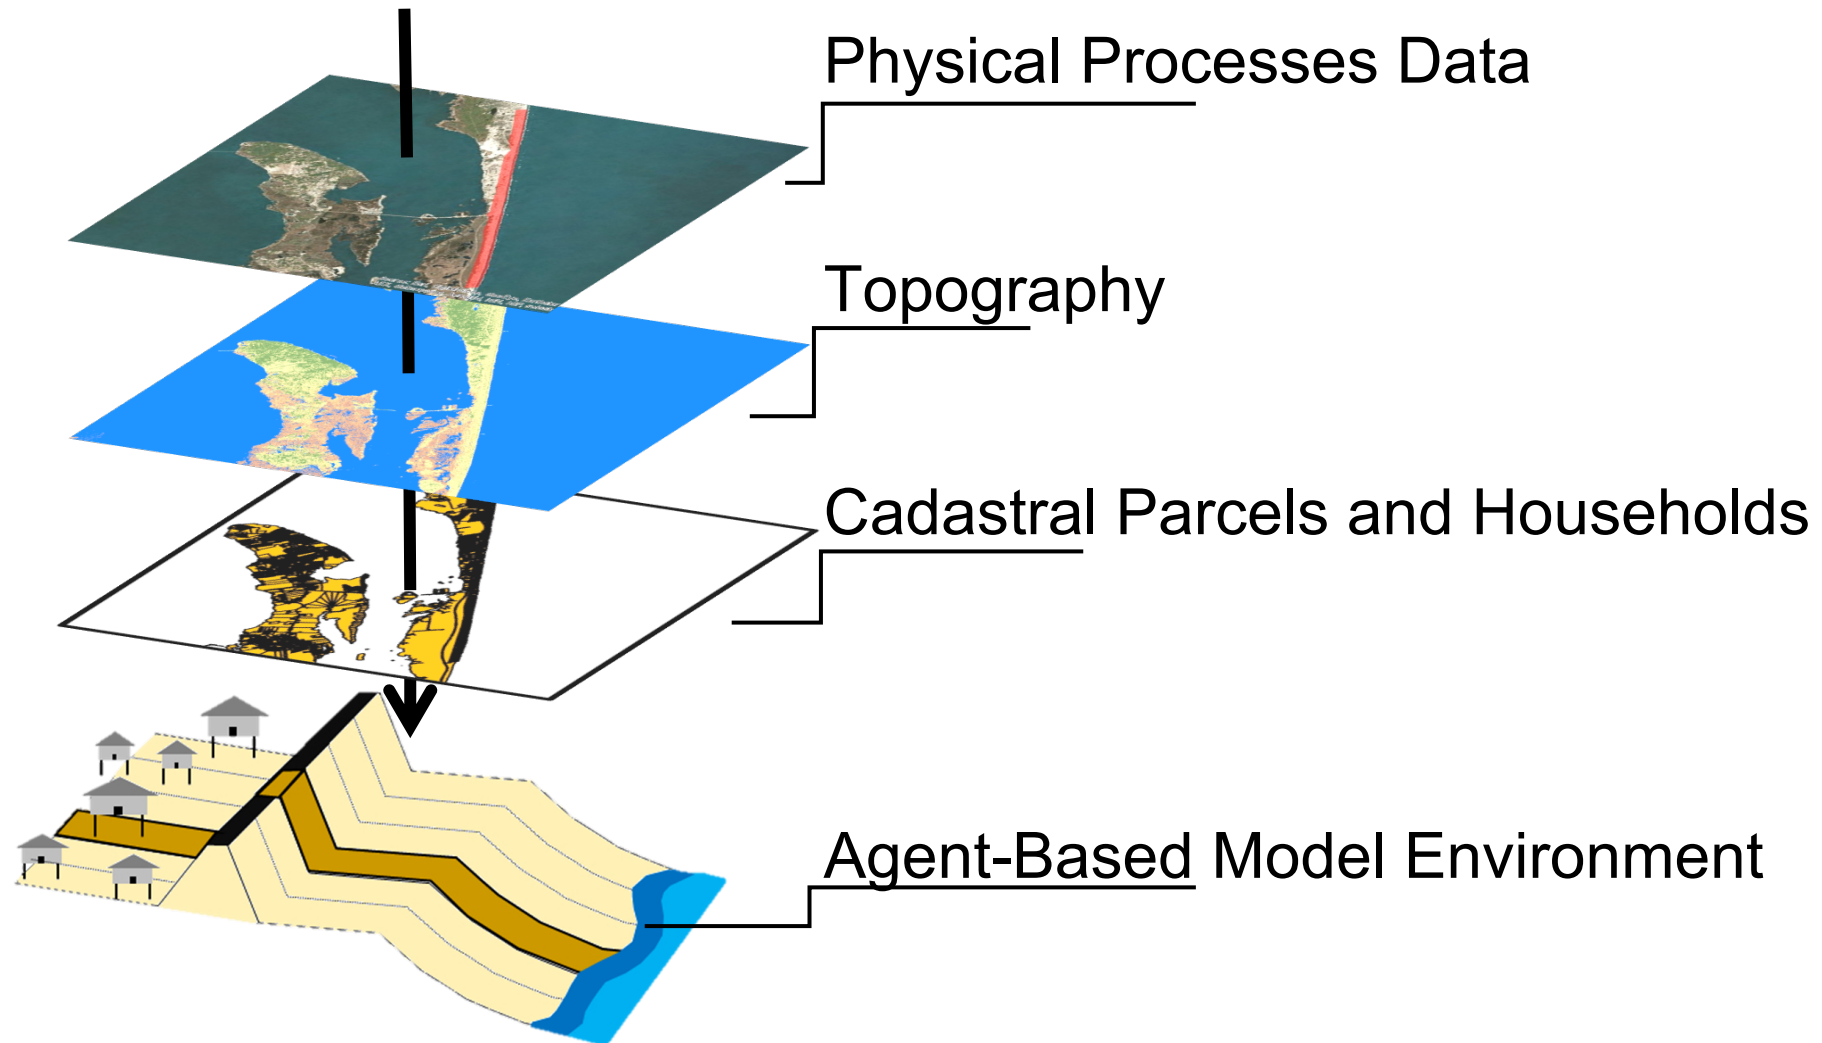 Physical Processes Data
Topography
Cadastral Parcels and Households
Agent-Based Model Environment